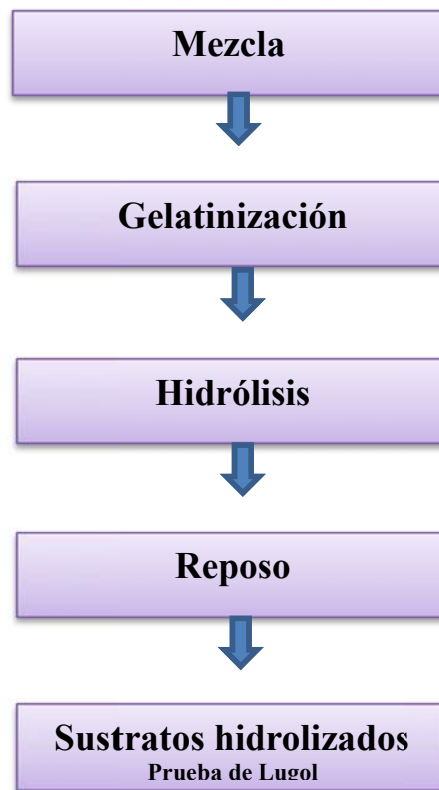 Mezcla
Gelatinización
Hidrólisis
Reposo
Sustratos hidrolizados
Prueba de Lugol